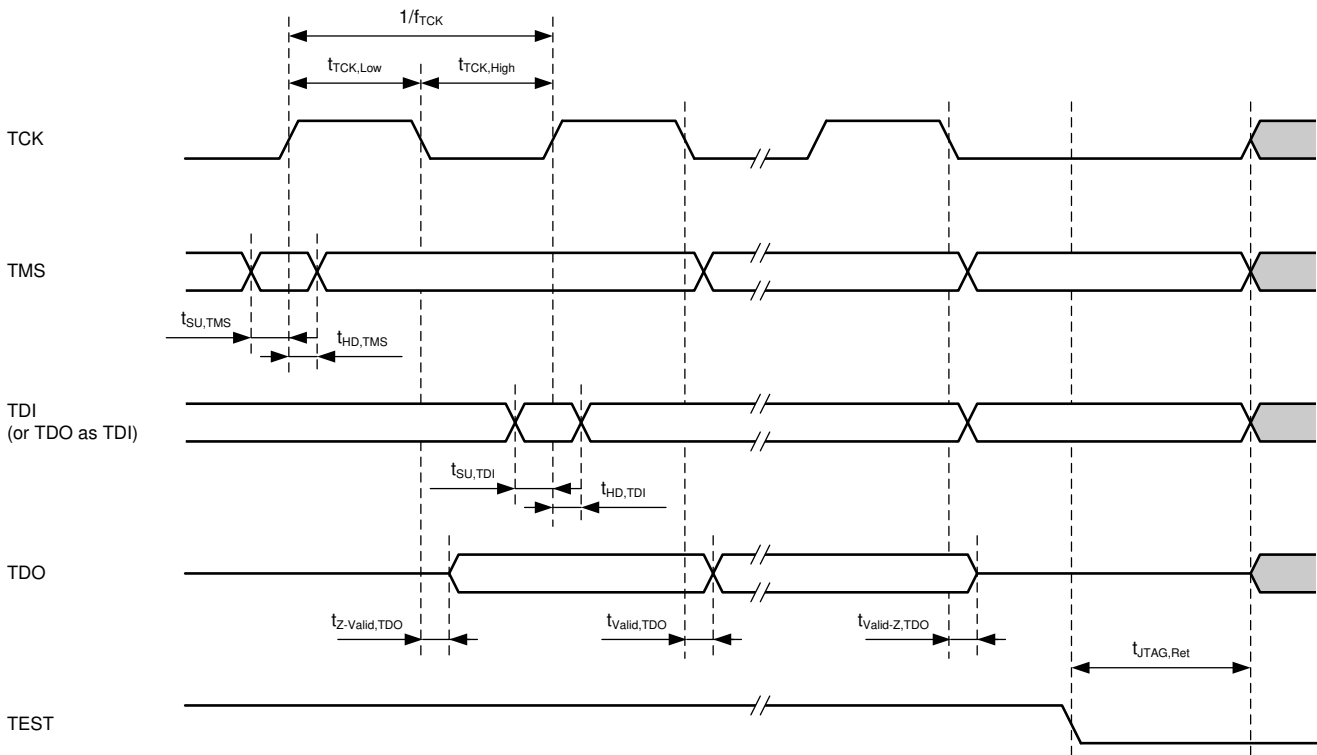 1/fTCK
tTCK,Low
tTCK,High
TCK
TMS
tSU,TMS
tHD,TMS
TDI
(or TDO as TDI)
tSU,TDI
tHD,TDI
TDO
tZ-Valid,TDO
tValid,TDO
tValid-Z,TDO
tJTAG,Ret
TEST